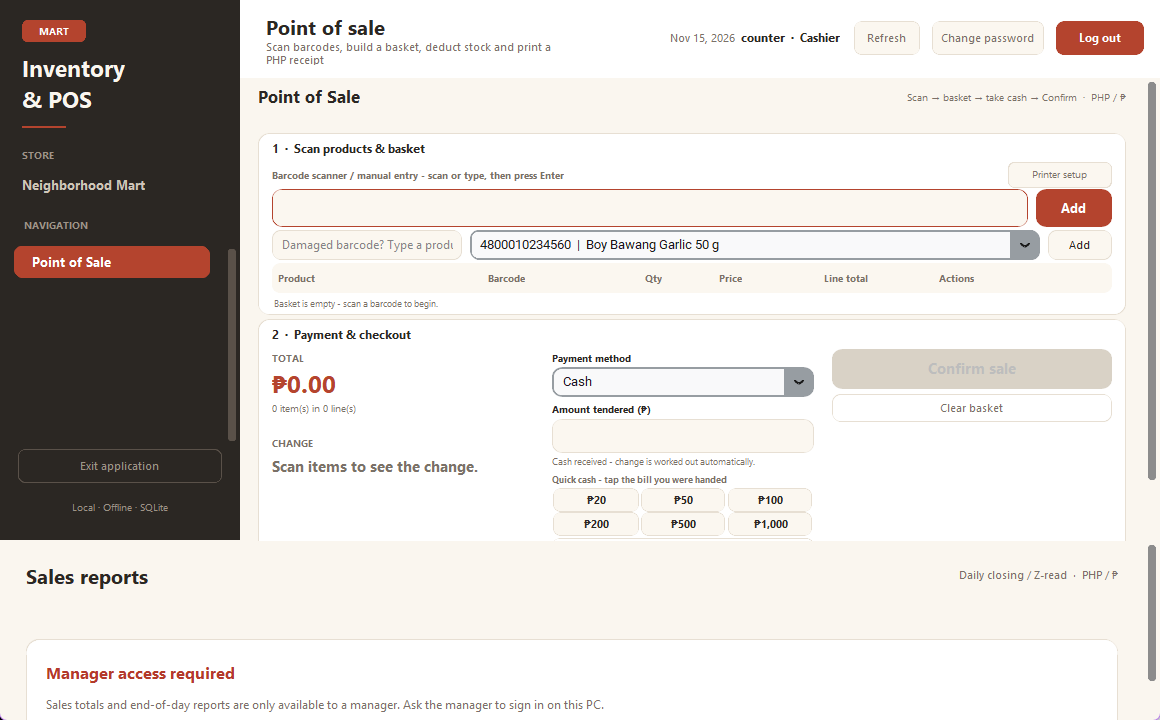 MART
Inventory
& POS
STORE
Neighborhood Mart
NAVIGATION
Point of Sale
Exit application
Local · Offline · SQLite
Point of sale
Scan barcodes, build a basket, deduct stock and print a
PHP receipt
Nov 15, 2026 counter · Cashier
Refresh
Change password
Log out
Point of Sale
Scan → basket → take cash → Confirm · PHP / ₱
1 · Scan products & basket
Barcode scanner / manual entry - scan or type, then press Enter
Printer setup
Add
Damaged barcode? Type a produ
4800010234560 | Boy Bawang Garlic 50 g
Add
Product Barcode Qty Price Line total Actions
Basket is empty - scan a barcode to begin.
2 · Payment & checkout
TOTAL
₱0.00
0 item(s) in 0 line(s)
CHANGE
Scan items to see the change.
Payment method
Cash
Amount tendered (₱)
Cash received - change is worked out automatically.
Quick cash - tap the bill you were handed
₱20 ₱50 ₱100
₱200 ₱500 ₱1,000
Confirm sale
Clear basket
Sales reports
Daily closing / Z-read · PHP / ₱
Manager access required
Sales totals and end-of-day reports are only available to a manager. Ask the manager to sign in on this PC.